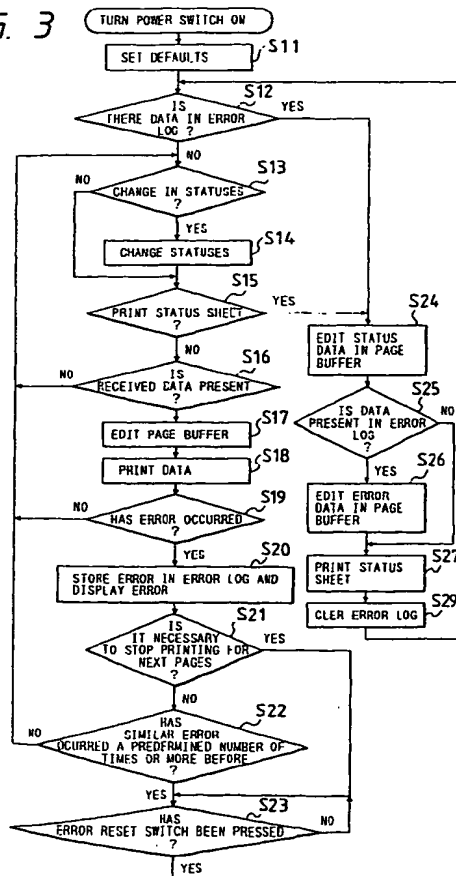 G. 3
TURN POWER SWITCH ON
S11
SET DEFAULTS
S12
IS
THERE DATA IN ERROR
LOG ?
YES
NO
S13
NO
CHANGE IN STATUSES
?
YES
S14
CHANGE STATUSES
S15
PRINT STATUS SHEET
?
YES
NO
S16
IS
RECEIVED DATA PRESENT
?
NO
YES
S17
EDIT PAGE BUFFER
S18
PRINT DATA
S19
NO
HAS ERROR OCCURRED
?
YES
S20
STORE ERROR IN ERROR LOG AND
DISPLAY ERROR
S21
IS
IT NECESSARY
TO STOP PRINTING FOR
NEXT PAGES
?
YES
NO
S22
HAS
SIMILAR ERROR
OCURRED A PREDERMINED NUMBER OF
TIMES OR MORE BEFORE
?
NO
YES
S23
HAS
ERROR RESET SWITCH BEEN PRESSED
?
NO
YES
S24
EDIT STATUS
DATA IN PAGE
BUFFER
S25
IS DATA
PRESENT IN ERROR
LOG
?
NO
YES
S26
EDIT ERROR
DATA IN PAGE
BUFFER
S27
PRINT STATUS
SHEET
S29
CLER ERROR LOG